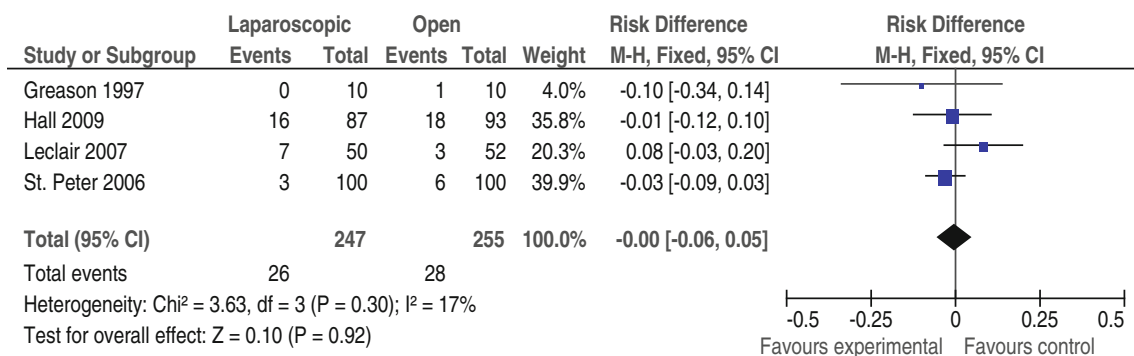 Laparoscopic Open Risk Difference Risk Difference
Study or Subgroup Events Total Events Total Weight M-H, Fixed, 95% CI M-H, Fixed, 95% CI
Greason 1997 0 10 1 10 4.0% -0.10 [-0.34, 0.14]
Hall 2009 16 87 18 93 35.8% -0.01 [-0.12, 0.10]
Leclair 2007 7 50 3 52 20.3% 0.08 [-0.03, 0.20]
St. Peter 2006 3 100 6 100 39.9% -0.03 [-0.09, 0.03]
Total (95% CI) 247 255 100.0% -0.00 [-0.06, 0.05]
Total events 26 28
Heterogeneity: Chi² = 3.63, df = 3 (P = 0.30); I² = 17%
Test for overall effect: Z = 0.10 (P = 0.92)
-0.5 -0.25 0 0.25 0.5
Favours experimental Favours control